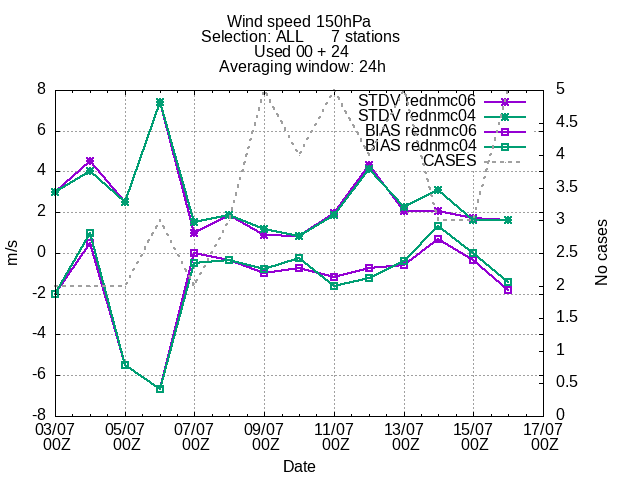 Wind speed 150hPa
Selection: ALL 7 stations
Used 00 + 24
Averaging window: 24h
STDV rednmc06
STDV rednmc04
BIAS rednmc06
BIAS rednmc04
CASES
8
6
4
2
0
-2
-4
-6
-8
m/s
5
4.5
4
3.5
3
2.5
2
1.5
1
0.5
0
No cases
03/07 05/07 07/07 09/07 11/07 13/07 15/07 17/07
00Z 00Z 00Z 00Z 00Z 00Z 00Z 00Z
Date